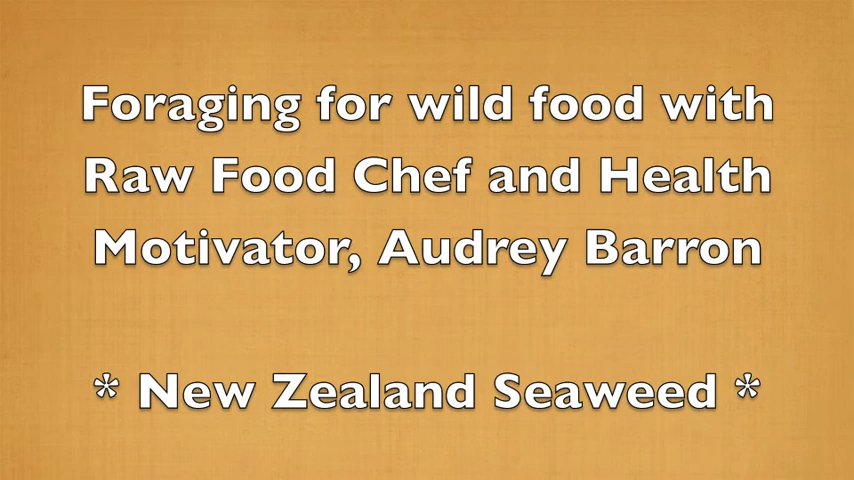 Foraging for wild food with
Raw Food Chef and Health
Motivator, Audrey Barron
* New Zealand Seaweed *